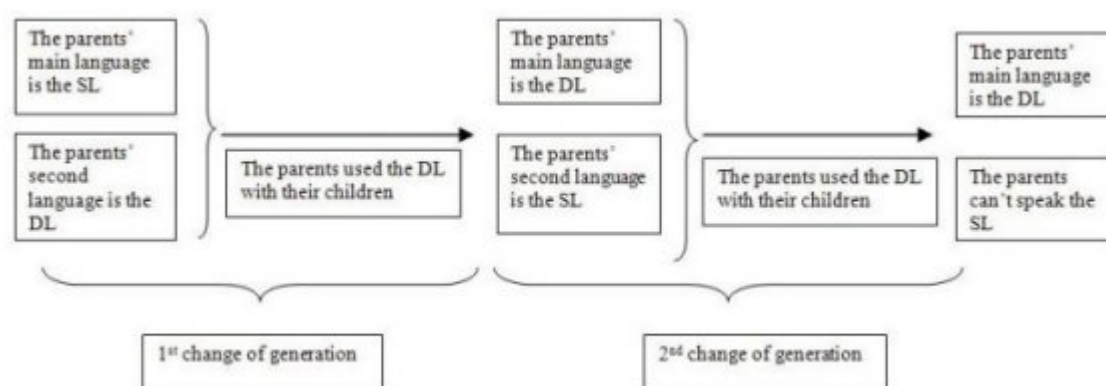 The parents'
main language
is the SL
The parents'
second
language is the
DL
The parents used the DL
with their children
The parents'
main language
is the DL
The parents'
second language
is the SL
The parents used the DL
with their children
The parents'
main language
is the DL
The parents
can't speak the
SL
1st change of generation
2nd change of generation